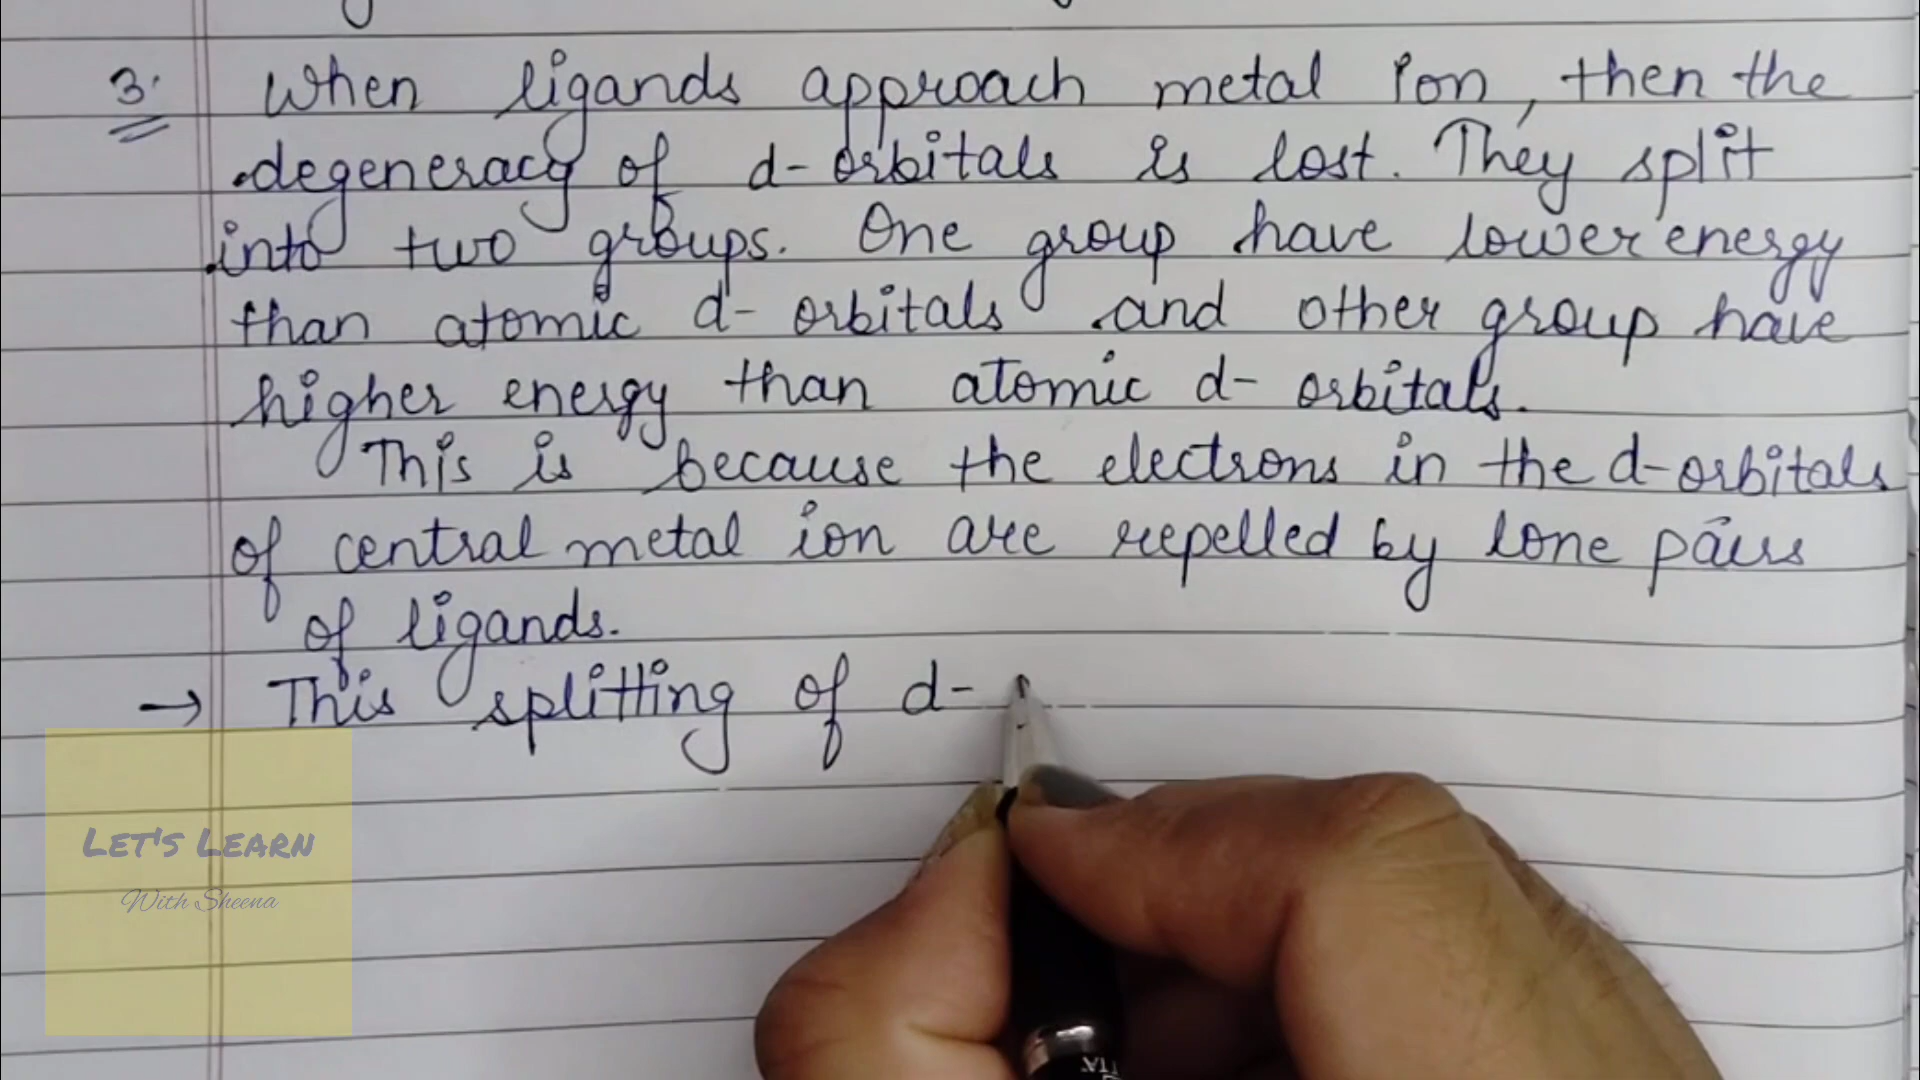 3. When ligands approach metal ion, then the
degeneracy of d-orbitals is lost. They split
into two groups. One group have lower energy
than atomic d-orbitals and other group have
higher energy than atomic d-orbitals.
This is because the electrons in the d-orbitals
of central metal ion are repelled by lone pairs
of ligands.
→ This splitting of d-
LET'S LEARN
With Sheena